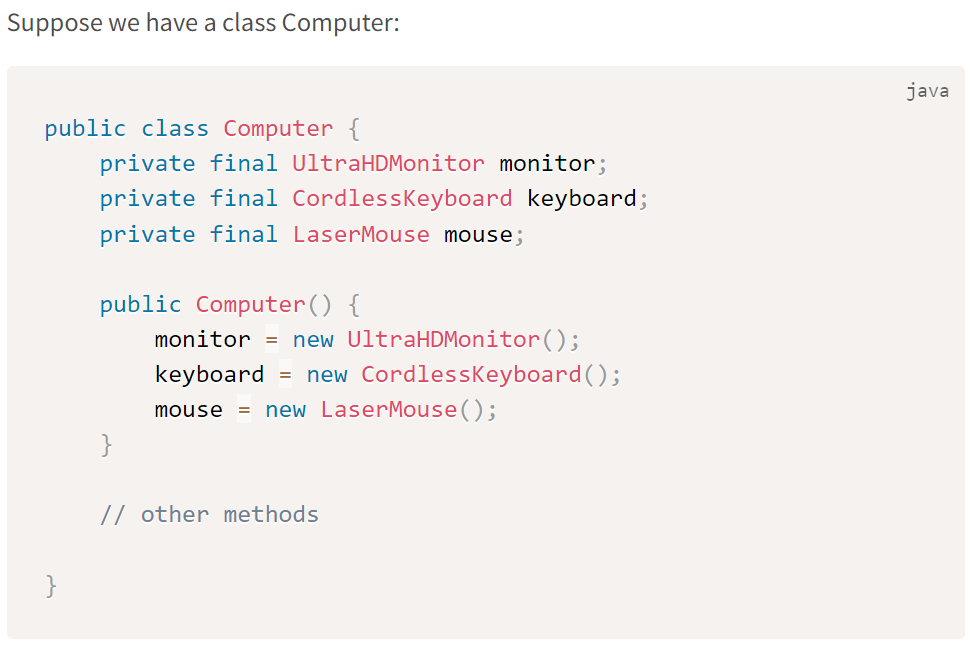 Suppose we have a class Computer:
java
public class Computer {
    private final UltraHDMonitor monitor;
    private final CordlessKeyboard keyboard;
    private final LaserMouse mouse;

    public Computer() {
        monitor = new UltraHDMonitor();
        keyboard = new CordlessKeyboard();
        mouse = new LaserMouse();
    }

    // other methods

}